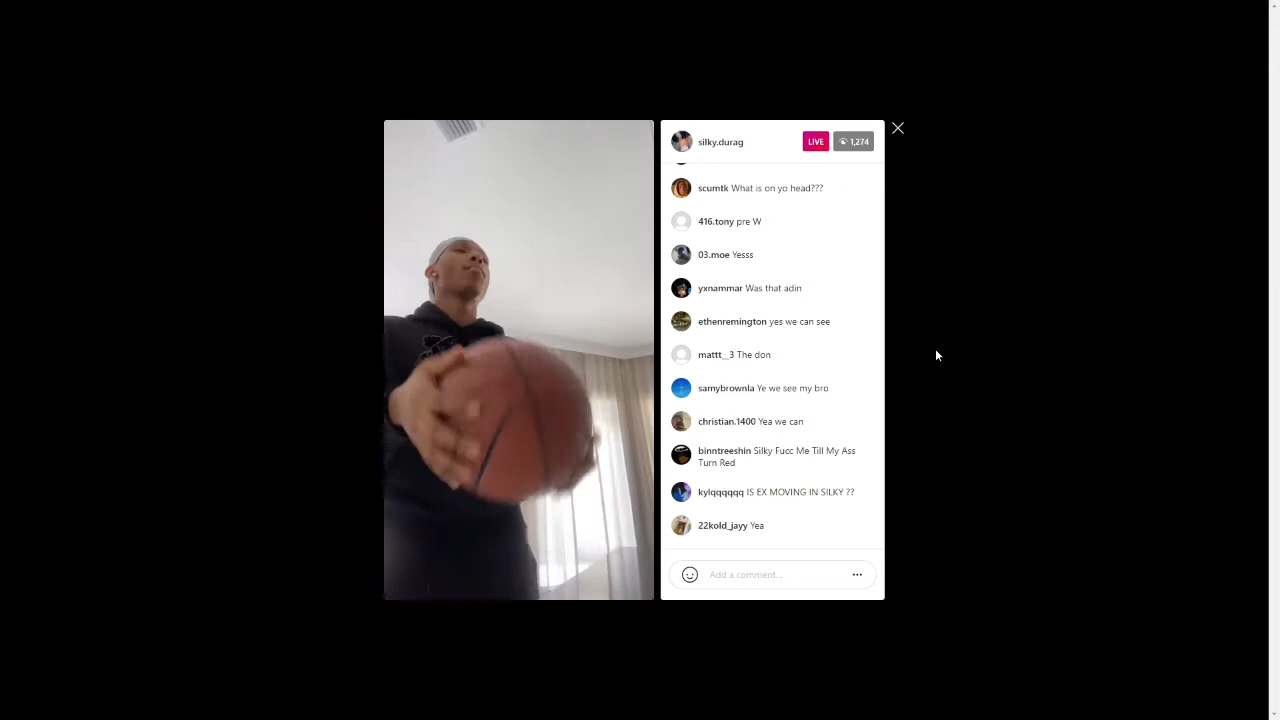 silky.durag LIVE 1,274
scumtk What is on yo head???
416.tony pre W
03.moe Yesss
yxnammar Was that adin
ethenremington yes we can see
mattt__3 The don
samybrownla Ye we see my bro
christian.1400 Yea we can
binntreeshin Silky Fucc Me Till My Ass
Turn Red
kylqqqqqq IS EX MOVING IN SILKY ??
22kold_jayy Yea
Add a comment...